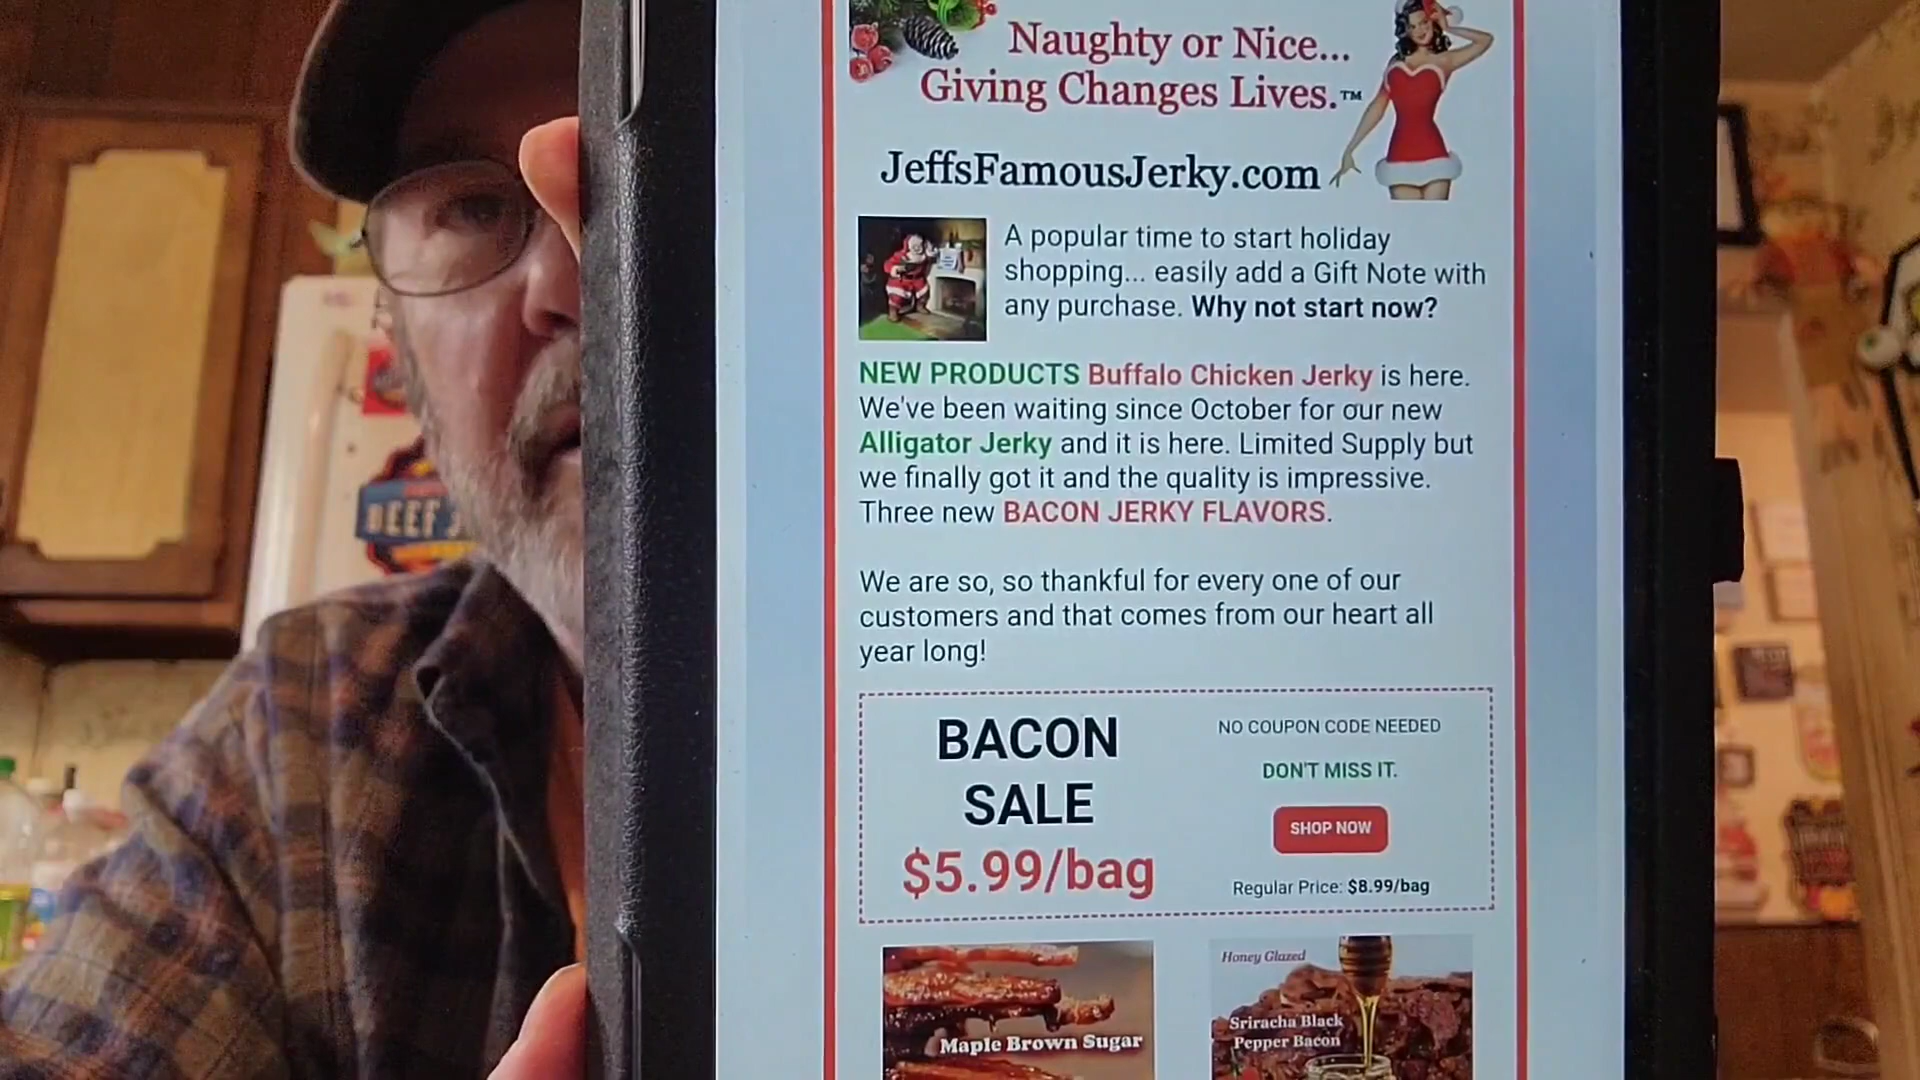 Naughty or Nice...
Giving Changes Lives.™
JeffsFamousJerky.com
A popular time to start holiday
shopping... easily add a Gift Note with
any purchase. Why not start now?
NEW PRODUCTS Buffalo Chicken Jerky is here.
We've been waiting since October for our new
Alligator Jerky and it is here. Limited Supply but
we finally got it and the quality is impressive.
Three new BACON JERKY FLAVORS.
We are so, so thankful for every one of our
customers and that comes from our heart all
year long!
BACON
SALE
$5.99/bag
NO COUPON CODE NEEDED
DON'T MISS IT.
SHOP NOW
Regular Price: $8.99/bag
Maple Brown Sugar
Honey Glazed
Sriracha Black
Pepper Bacon
BEEF